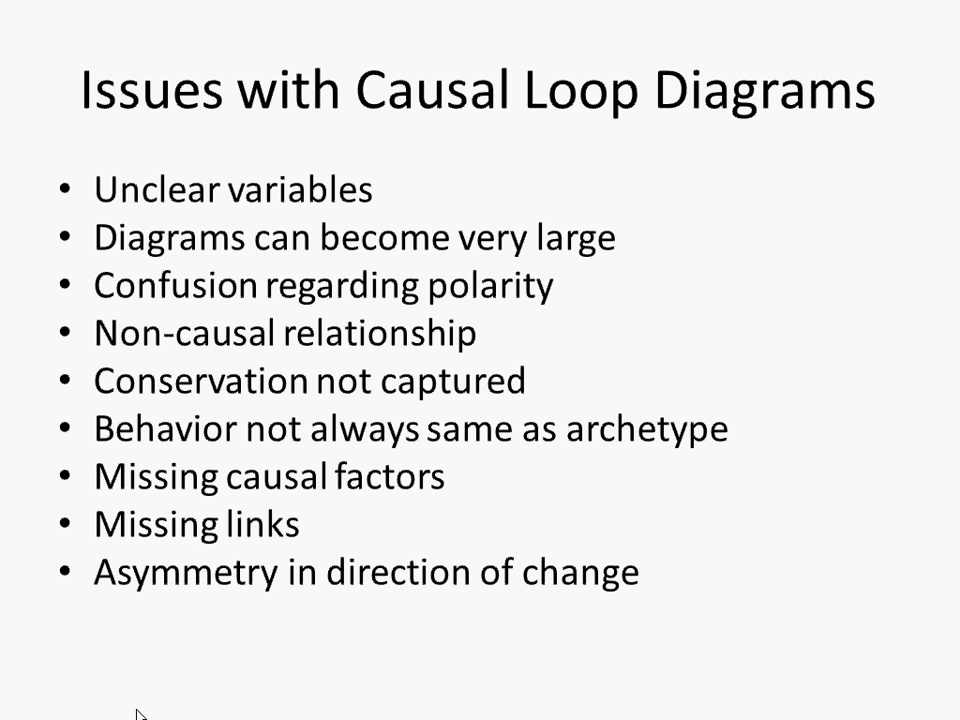 Issues with Causal Loop Diagrams
• Unclear variables
• Diagrams can become very large
• Confusion regarding polarity
• Non-causal relationship
• Conservation not captured
• Behavior not always same as archetype
• Missing causal factors
• Missing links
• Asymmetry in direction of change